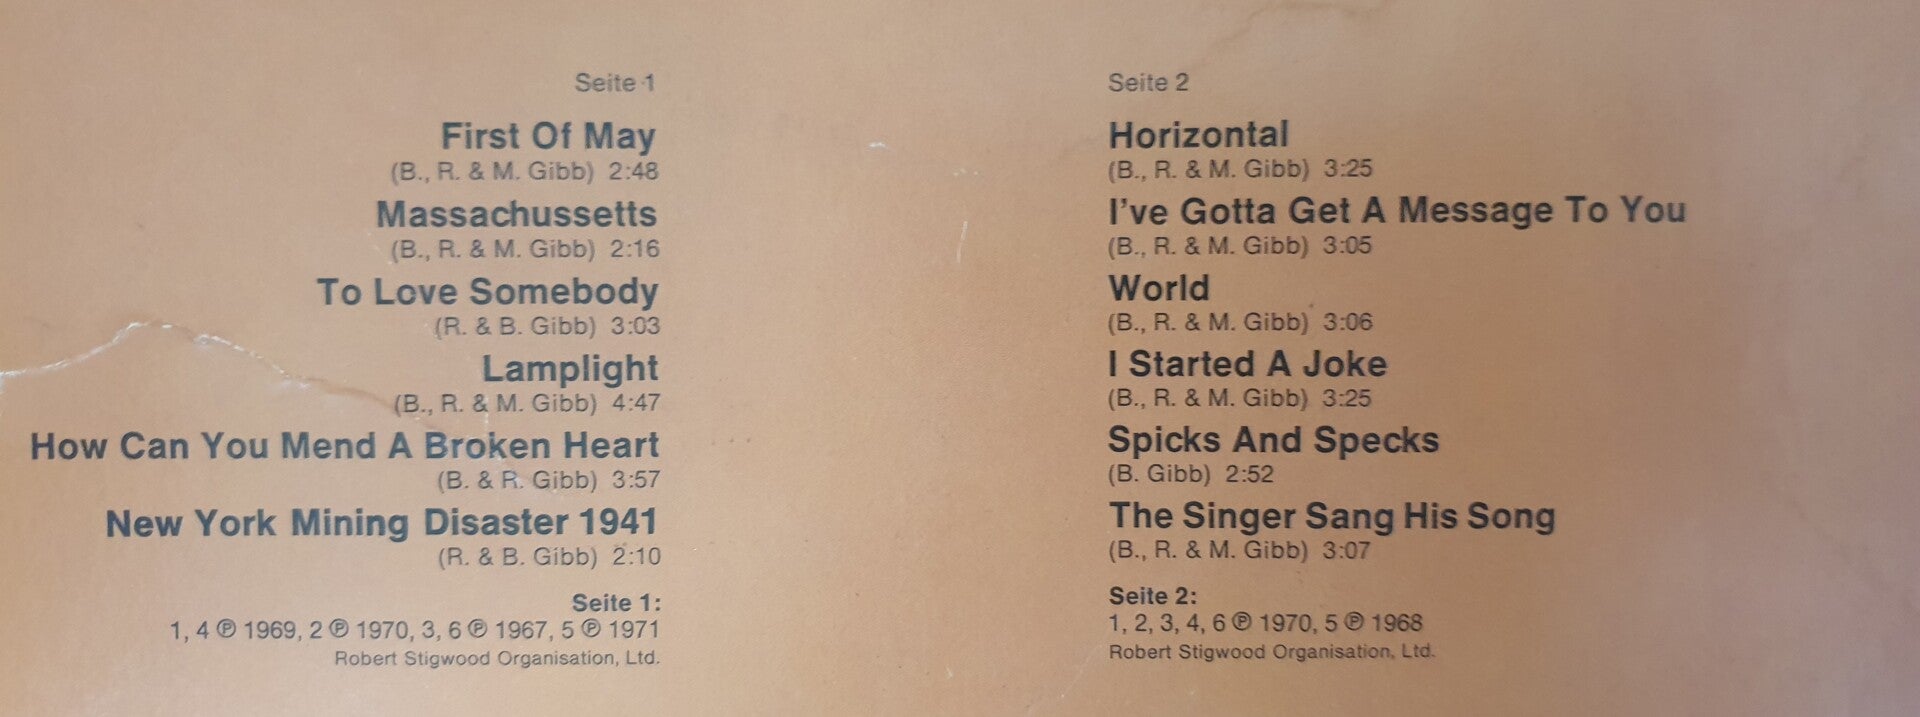 Seite 1
First Of May
(B., R. & M. Gibb) 2:48
Massachussetts
(B., R. & M. Gibb) 2:16
To Love Somebody
(R. & B. Gibb) 3:03
Lamplight
(B., R. & M. Gibb) 4:47
How Can You Mend A Broken Heart
(B. & R. Gibb) 3:57
New York Mining Disaster 1941
(R. & B. Gibb) 2:10
Seite 1:
1, 4 ℗ 1969, 2 ℗ 1970, 3, 6 ℗ 1967, 5 ℗ 1971
Robert Stigwood Organisation, Ltd.
Seite 2
Horizontal
(B., R. & M. Gibb) 3:25
I've Gotta Get A Message To You
(B., R. & M. Gibb) 3:05
World
(B., R. & M. Gibb) 3:06
I Started A Joke
(B., R. & M. Gibb) 3:25
Spicks And Specks
(B. Gibb) 2:52
The Singer Sang His Song
(B., R. & M. Gibb) 3:07
Seite 2:
1, 2, 3, 4, 6 ℗ 1970, 5 ℗ 1968
Robert Stigwood Organisation, Ltd.